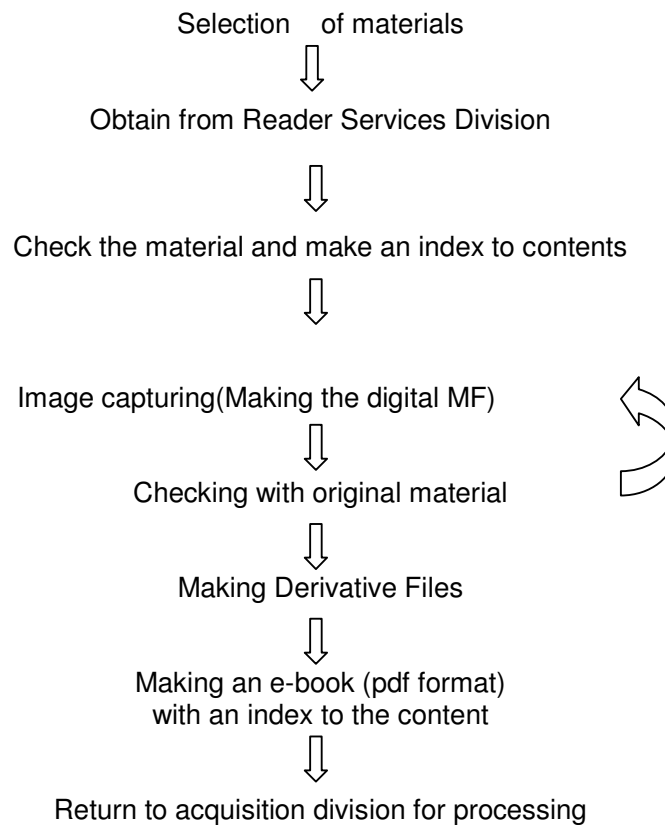 Selection of materials
Obtain from Reader Services Division
Check the material and make an index to contents
Image capturing(Making the digital MF)
Checking with original material
Making Derivative Files
Making an e-book (pdf format)
with an index to the content
Return to acquisition division for processing